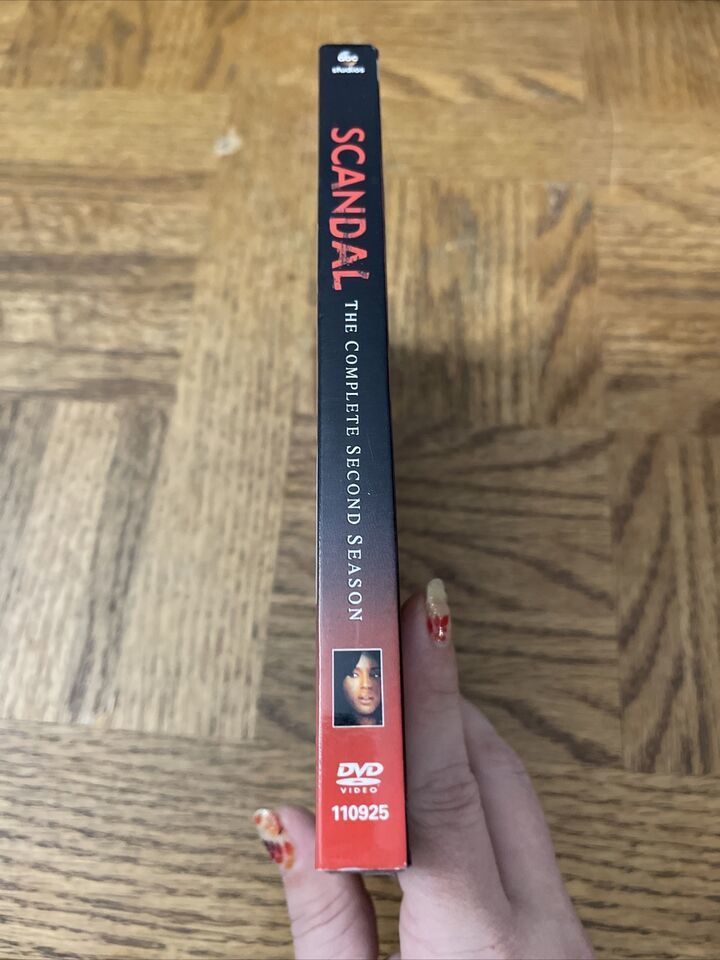 abc
studios
SCANDAL
THE COMPLETE SECOND SEASON
DVD
VIDEO
110925